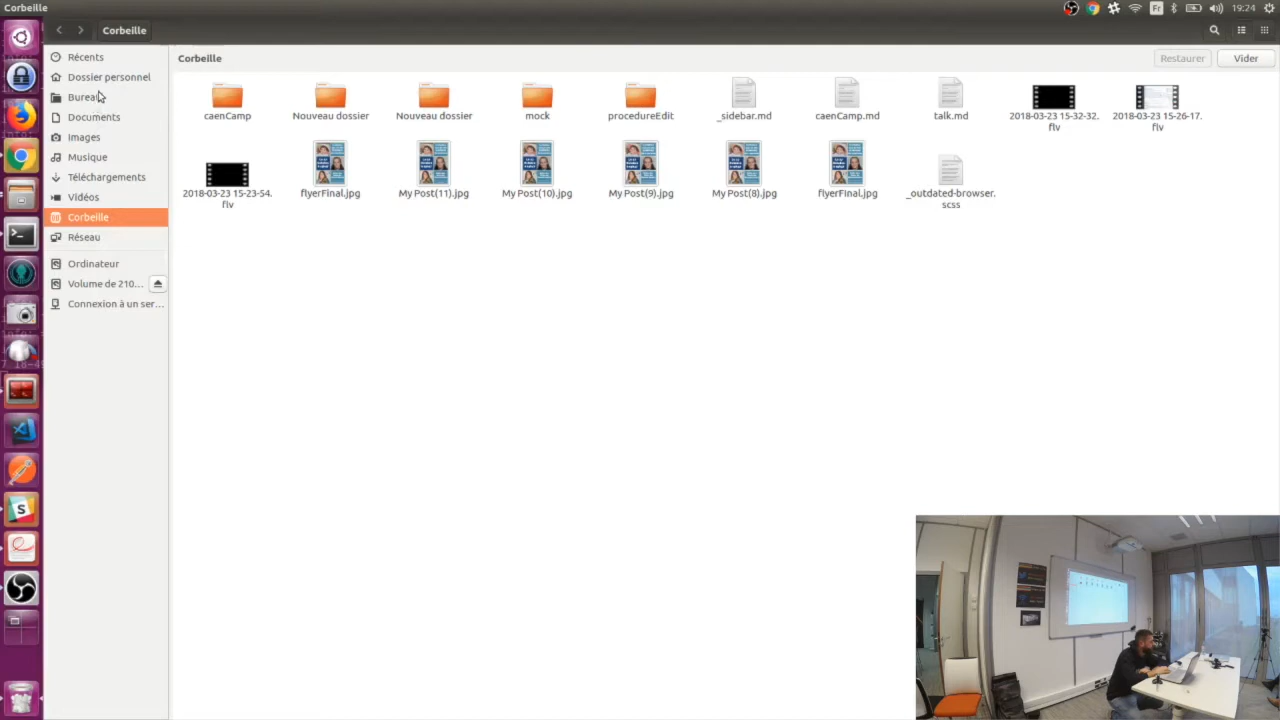 Corbeille
Fr
19:24
Corbeille
Récents
Dossier personnel
Bureau
Documents
Images
Musique
Téléchargements
Vidéos
Corbeille
Réseau
Ordinateur
Volume de 210...
Connexion à un ser...
Corbeille
Restaurer
Vider
caenCamp
Nouveau dossier
Nouveau dossier
mock
procedureEdit
_sidebar.md
caenCamp.md
talk.md
2018-03-23 15-32-32.
flv
2018-03-23 15-26-17.
flv
2018-03-23 15-23-54.
flv
flyerFinal.jpg
My Post(11).jpg
My Post(10).jpg
My Post(9).jpg
My Post(8).jpg
flyerFInal.jpg
_outdated-browser.
scss